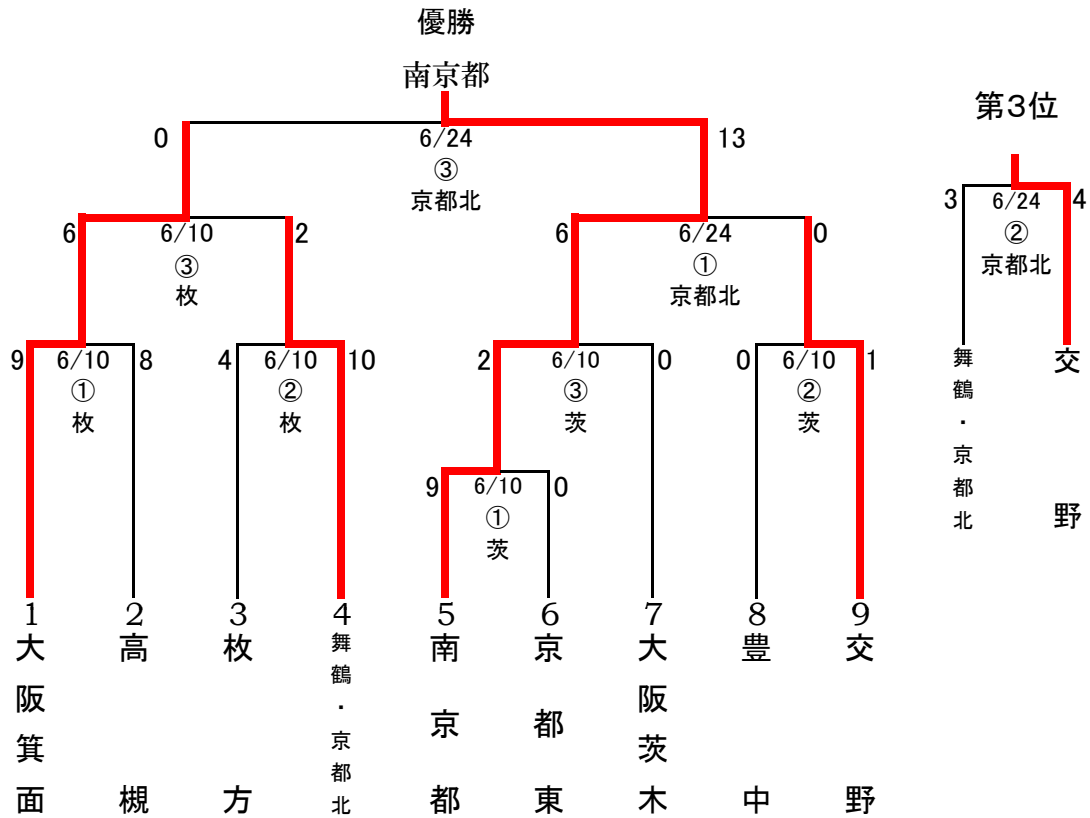 優勝
南京都
第3位
0
6/24
③
京都北
13
3
6/24
②
京都北
4
6
6/10
③
枚
2
6
6/24
①
京都北
0
9
6/10
①
枚
8
4
6/10
②
枚
10
2
6/10
③
茨
0
0
6/10
②
茨
1
舞鶴・京都北
交野
9
6/10
①
茨
0
1
大阪箕面
2
高槻
3
枚方
4
舞鶴・京都北
5
南京都
6
京都東
7
大阪茨木
8
豊中
9
交野